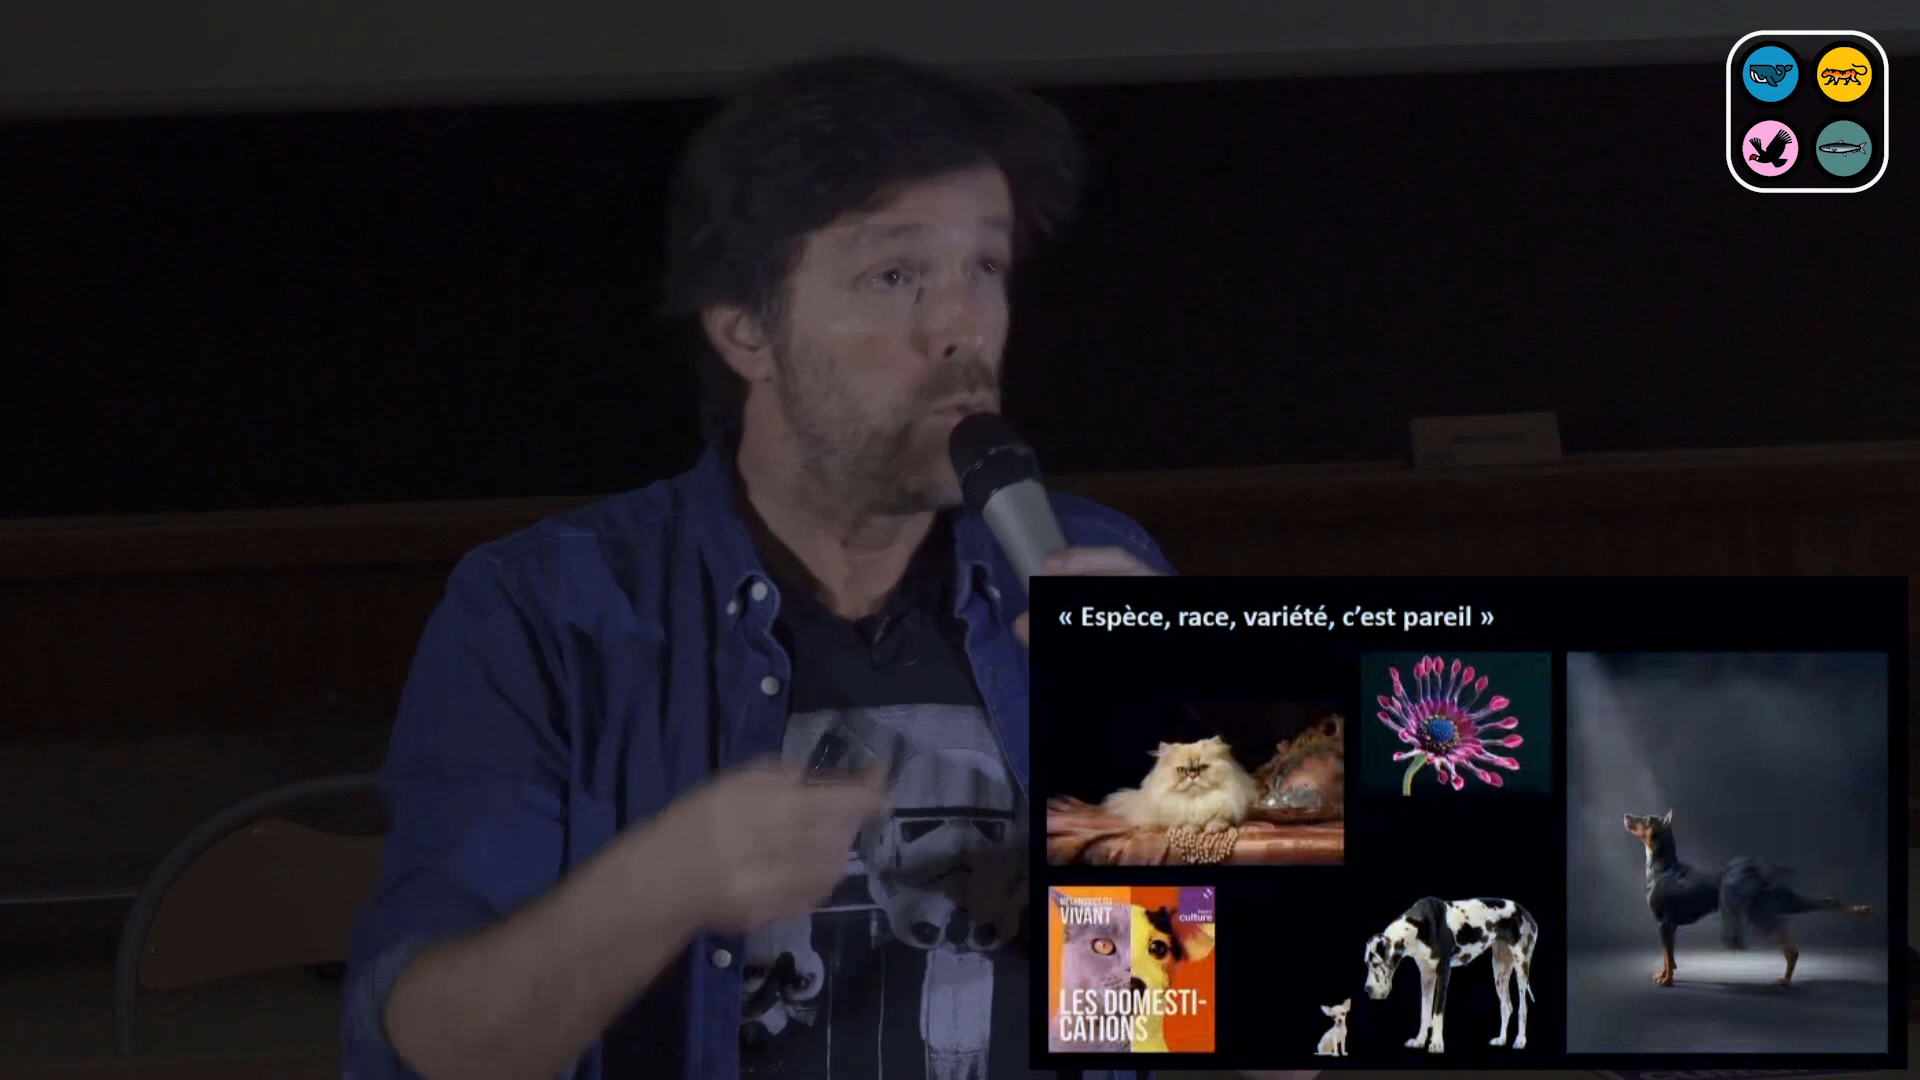 « Espèce, race, variété, c’est pareil »
VIVANT
culture
LES DOMESTI-
CATIONS